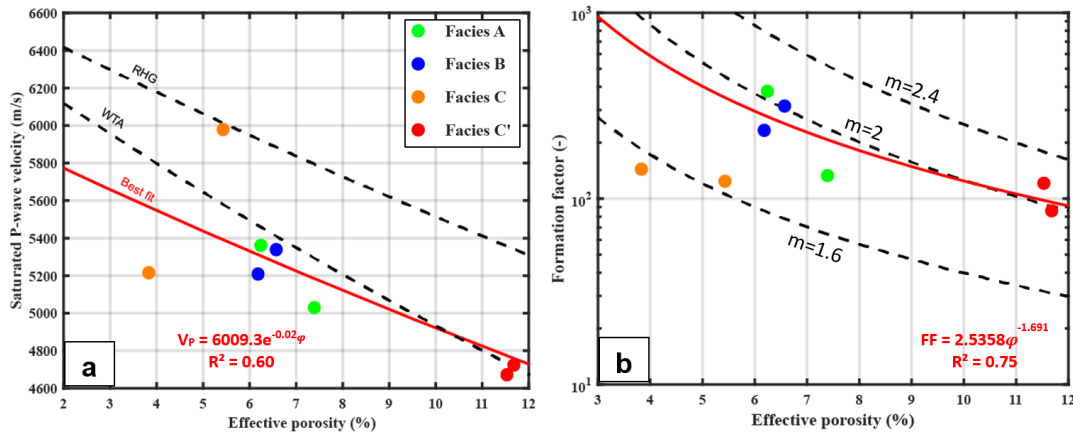 6400
6200
6000
5800
5600
5400
5200
5000
4800
4600
4400
Saturated P-wave velocity (m/s)
RHG
WTA
Best fit
Facies A
Facies B
Facies C
Facies C'
Vₚ = 6009.3e^-0.02φ
R² = 0.60
a
2 3 4 5 6 7 8 9 10 11 12
Effective porosity (%)
10³
10²
10¹
Formation factor (-)
m=2.4
m=2
m=1.6
FF = 2.5358φ^-1.691
R² = 0.75
b
3 4 5 6 7 8 9 10 11 12
Effective porosity (%)